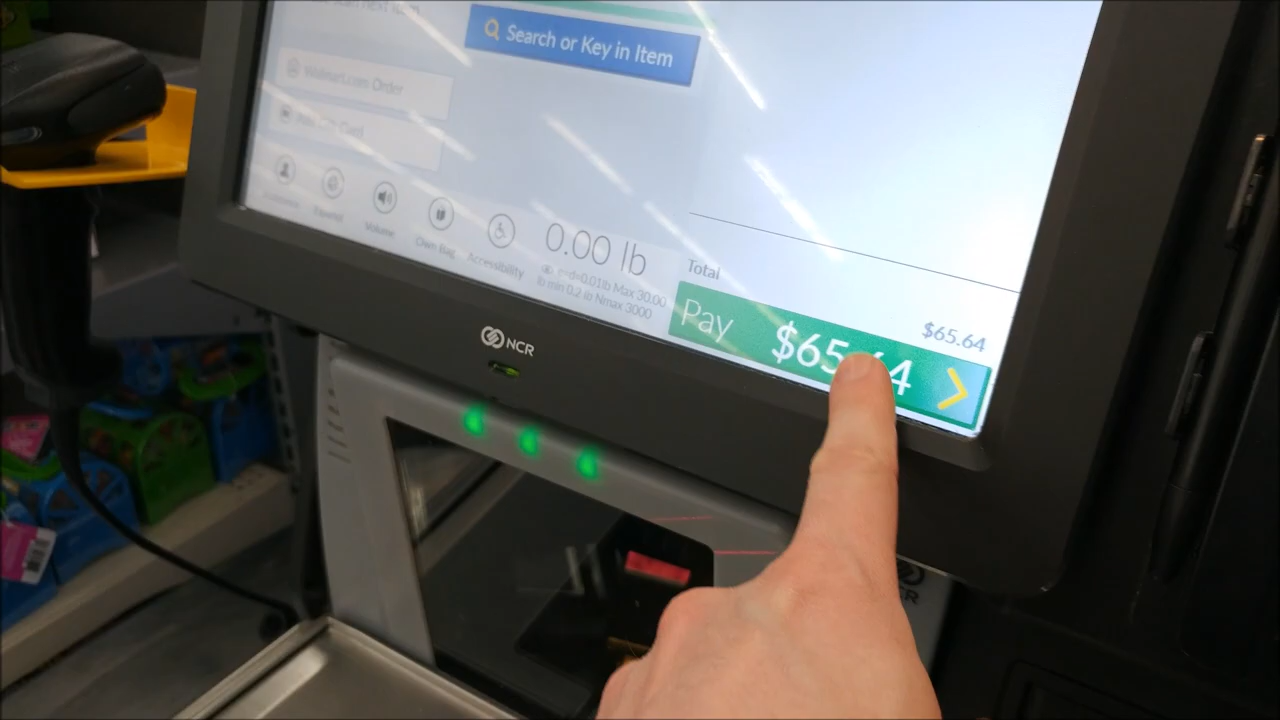 Search or Key in Item
Walmart.com Order
Español
Volume
Own Bag
Accessibility
0.00 lb
e=d=0.01lb Max 30.00
lb min 0.2 lb Nmax 3000
Total
$65.64
Pay $65.64
NCR